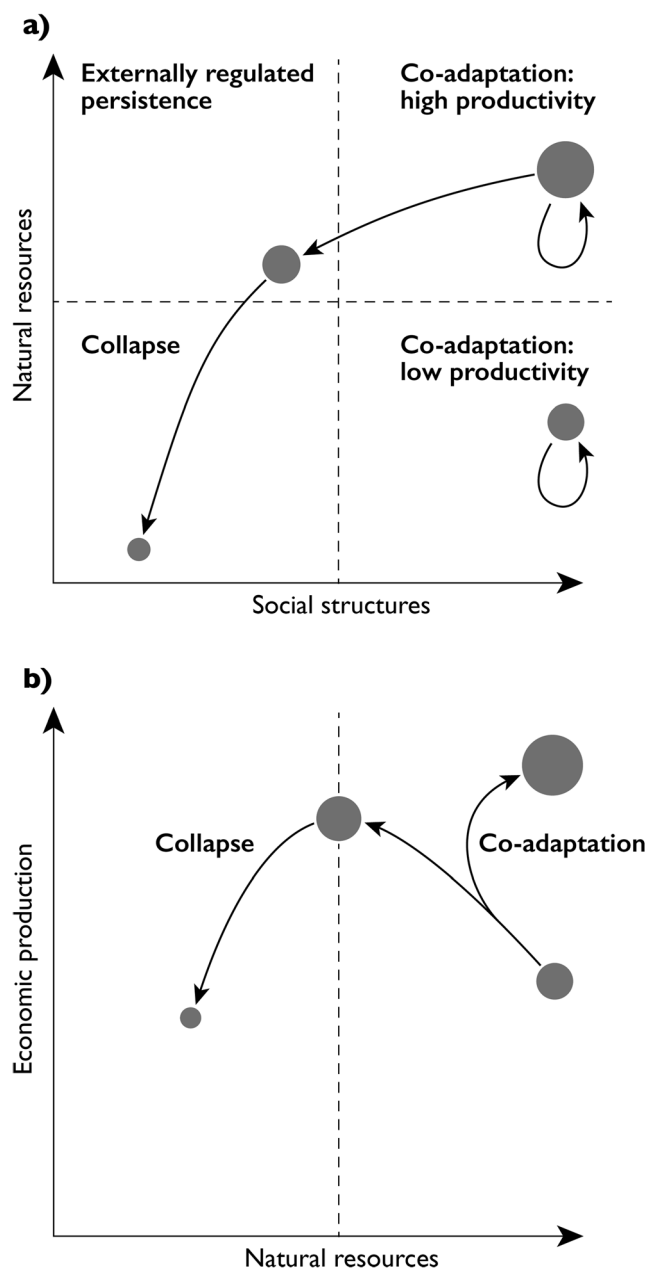 a)
Externally regulated
persistence
Co-adaptation:
high productivity
Natural resources
Collapse
Co-adaptation:
low productivity
Social structures
b)
Economic production
Collapse
Co-adaptation
Natural resources